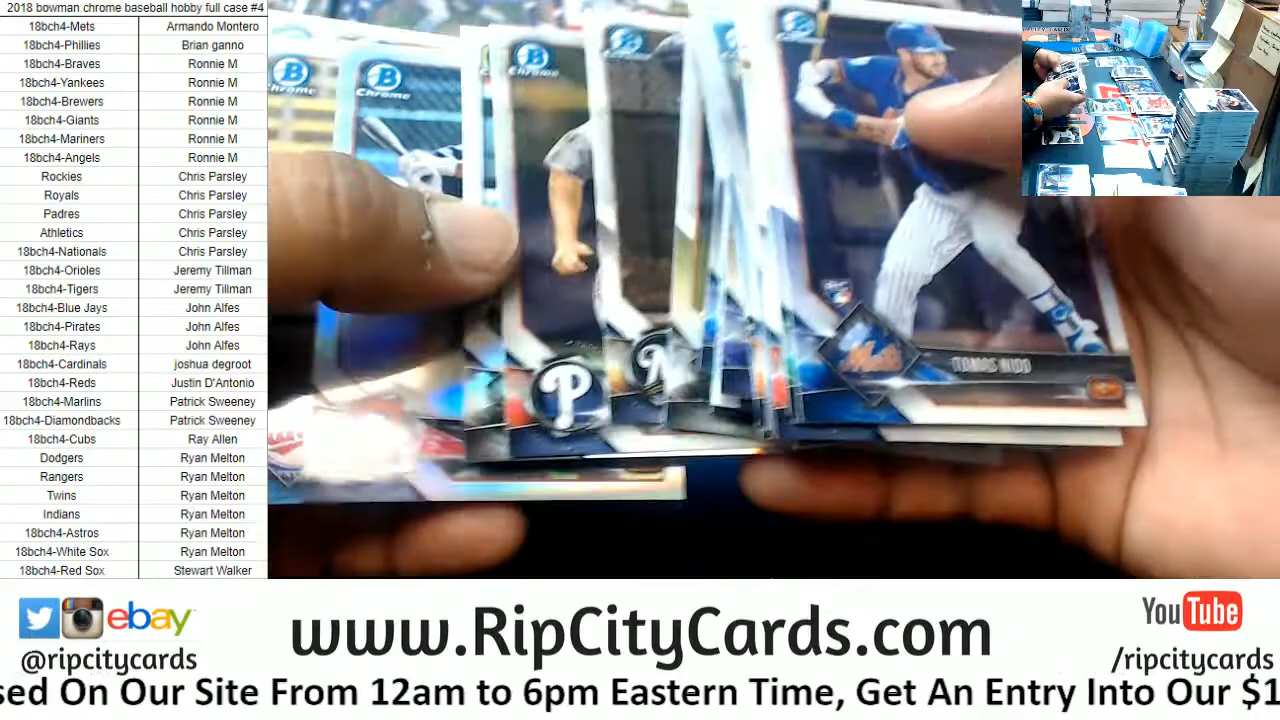 2018 bowman chrome baseball hobby full case #4
18bch4-Mets Armando Montero
18bch4-Phillies Brian ganno
18bch4-Braves Ronnie M
18bch4-Yankees Ronnie M
18bch4-Brewers Ronnie M
18bch4-Giants Ronnie M
18bch4-Mariners Ronnie M
18bch4-Angels Ronnie M
Rockies Chris Parsley
Royals Chris Parsley
Padres Chris Parsley
Athletics Chris Parsley
18bch4-Nationals Chris Parsley
18bch4-Orioles Jeremy Tillman
18bch4-Tigers Jeremy Tillman
18bch4-Blue Jays John Alfes
18bch4-Pirates John Alfes
18bch4-Rays John Alfes
18bch4-Cardinals joshua degroot
18bch4-Reds Justin D'Antonio
18bch4-Marlins Patrick Sweeney
18bch4-Diamondbacks Patrick Sweeney
18bch4-Cubs Ray Allen
Dodgers Ryan Melton
Rangers Ryan Melton
Twins Ryan Melton
Indians Ryan Melton
18bch4-Astros Ryan Melton
18bch4-White Sox Ryan Melton
18bch4-Red Sox Stewart Walker
B Chrome
B Chrome
B Chrome
P
Mets
TOMAS NIDO
ebay
@ripcitycards
www.RipCityCards.com
YouTube
/ripcitycards
sed On Our Site From 12am to 6pm Eastern Time, Get An Entry Into Our $1